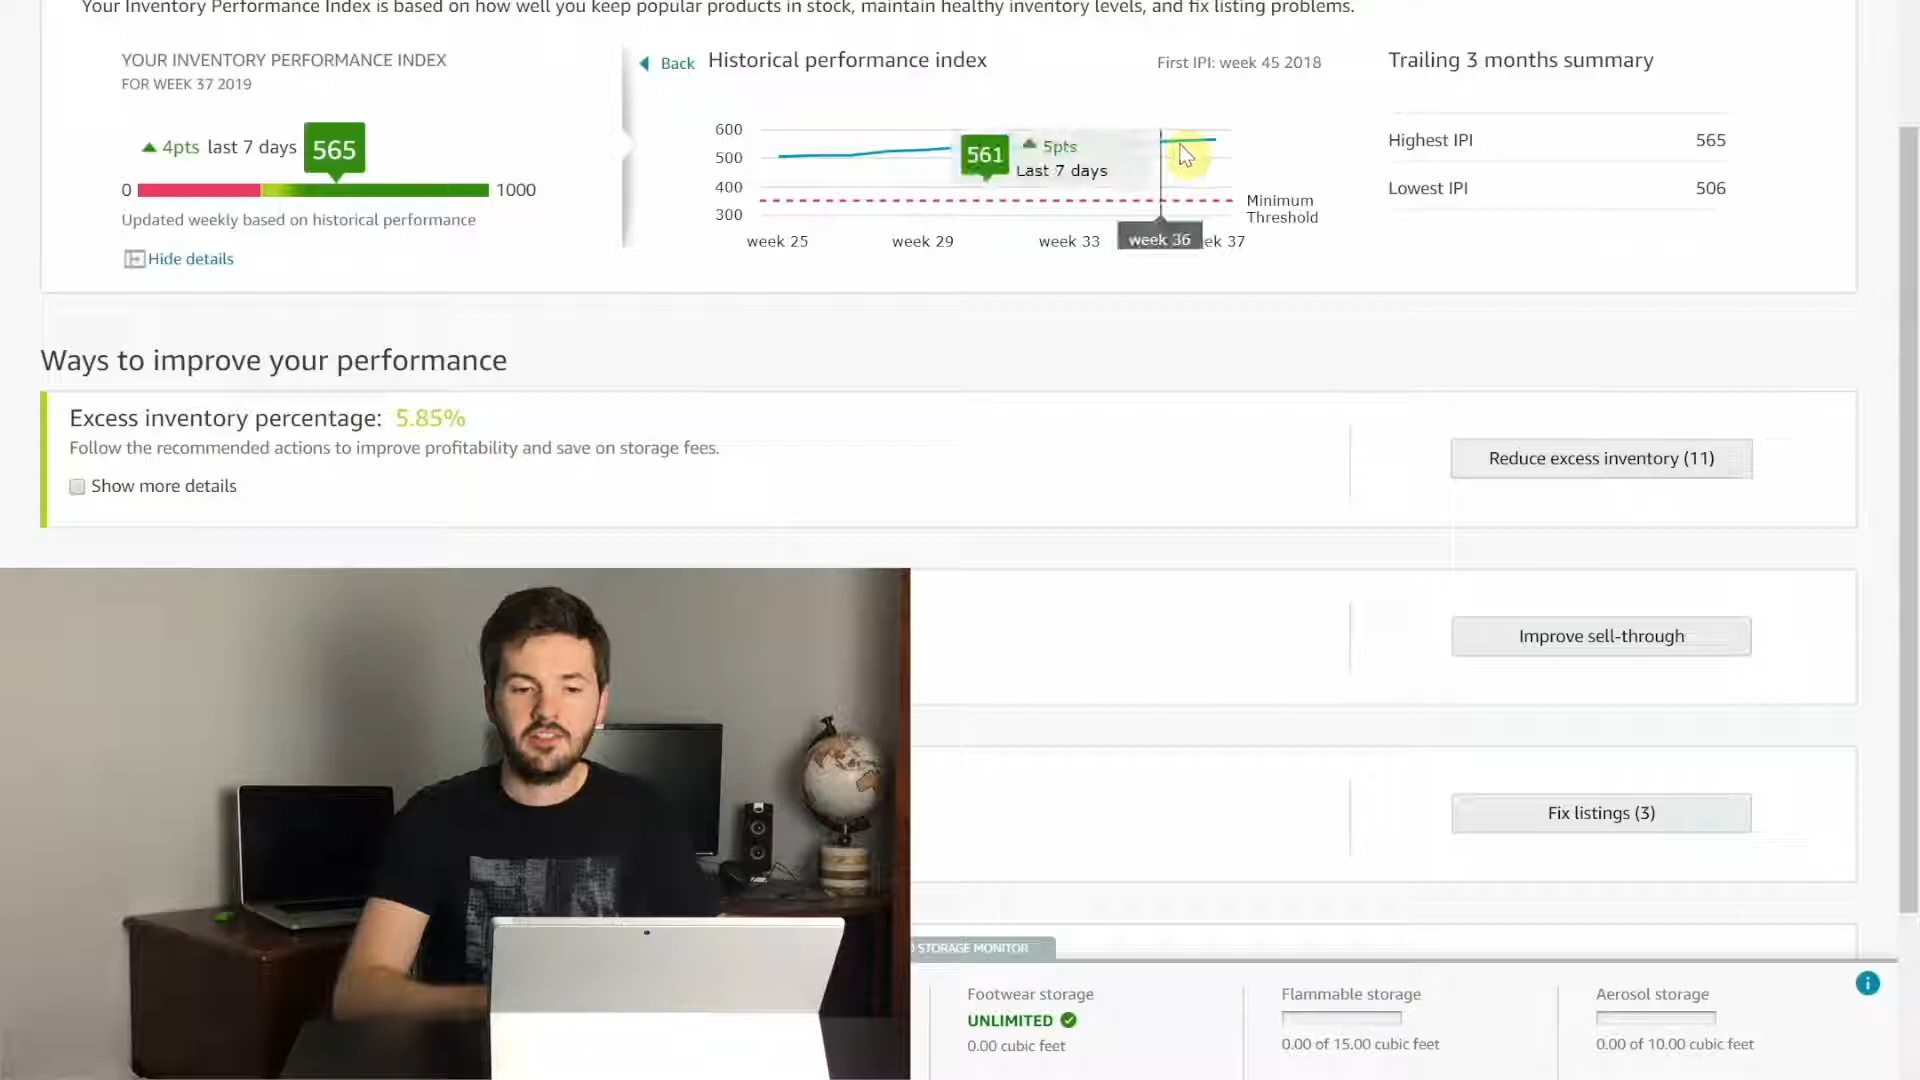 Your Inventory Performance Index is based on how well you keep popular products in stock, maintain healthy inventory levels, and fix listing problems.
YOUR INVENTORY PERFORMANCE INDEX
FOR WEEK 37 2019
4pts last 7 days 565
0 1000
Updated weekly based on historical performance
Hide details
Back Historical performance index First IPI: week 45 2018
600
500
400
300
561 5pts
Last 7 days
Minimum
Threshold
week 25 week 29 week 33 week 36 ek 37
Trailing 3 months summary
Highest IPI 565
Lowest IPI 506
Ways to improve your performance
Excess inventory percentage: 5.85%
Follow the recommended actions to improve profitability and save on storage fees.
Show more details
Reduce excess inventory (11)
Improve sell-through
Fix listings (3)
STORAGE MONITOR
Footwear storage
UNLIMITED
0.00 cubic feet
Flammable storage
0.00 of 15.00 cubic feet
Aerosol storage
0.00 of 10.00 cubic feet